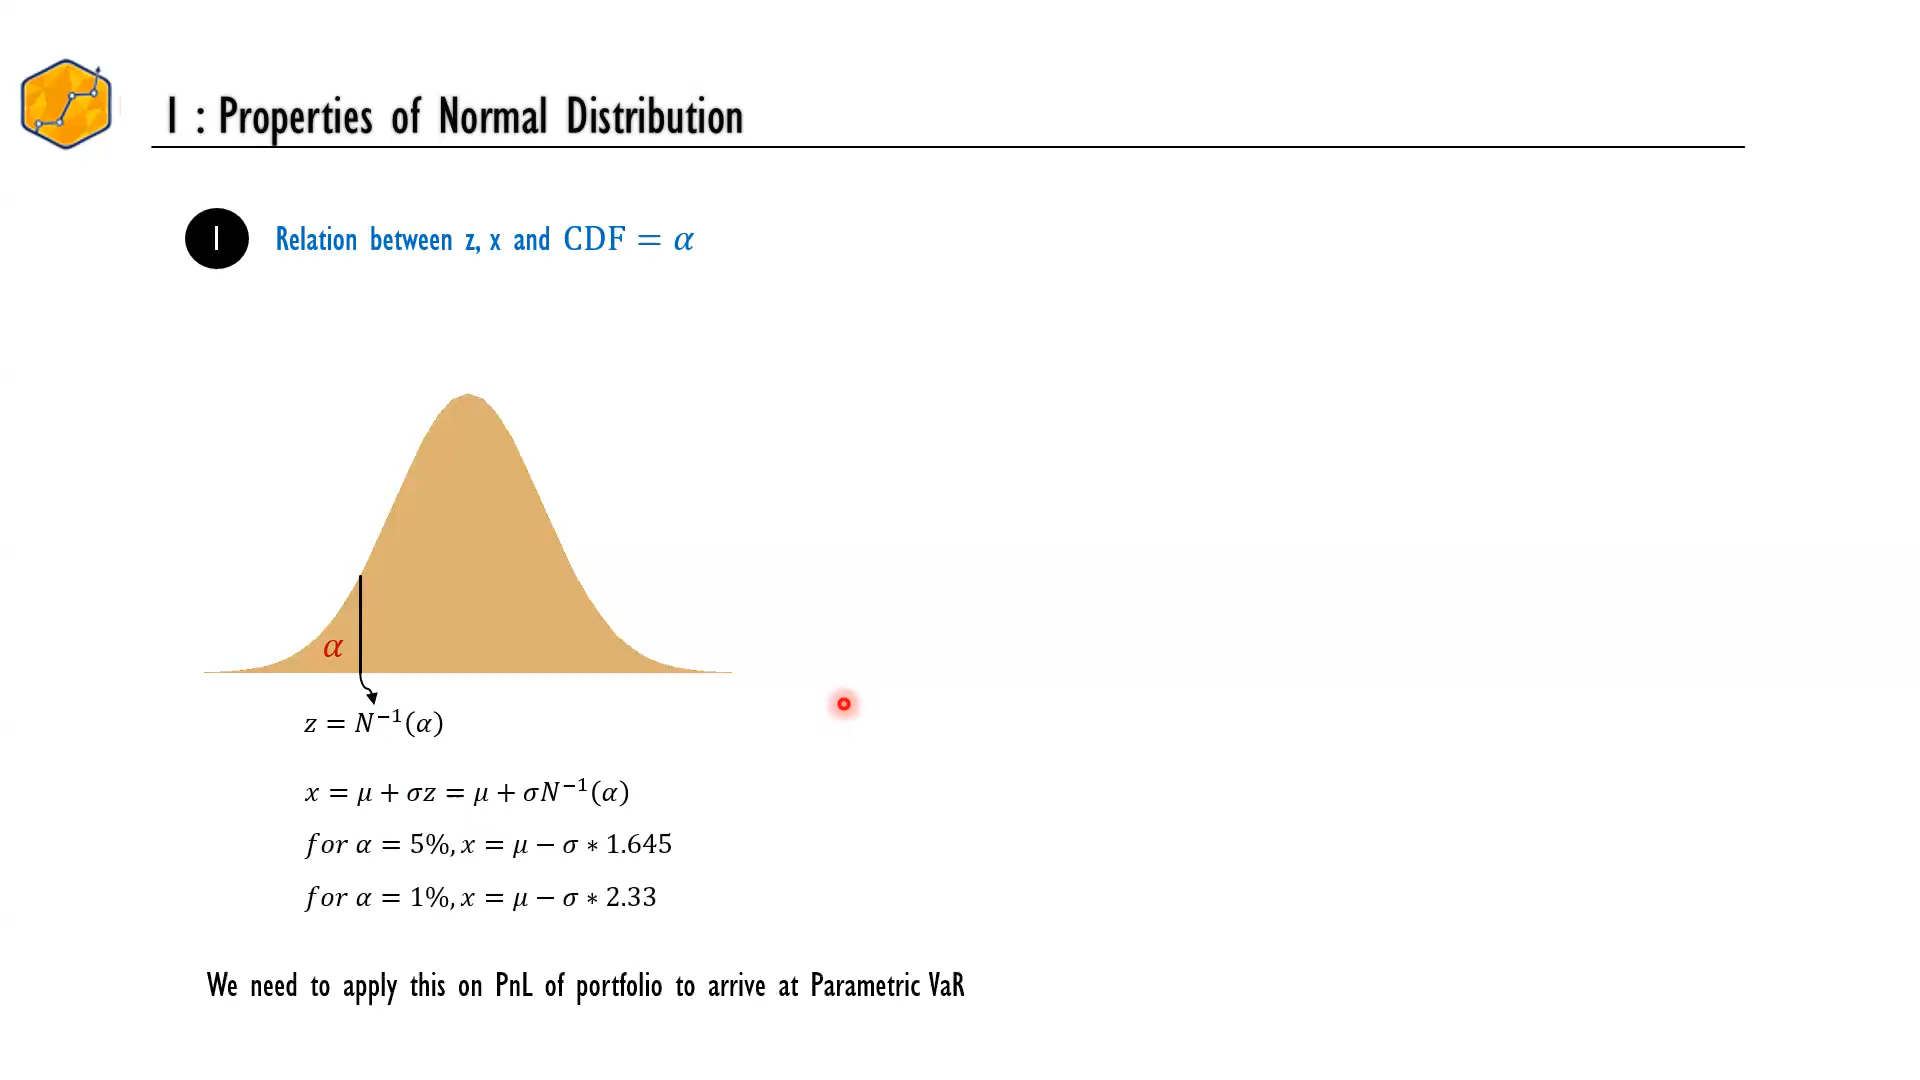 1 : Properties of Normal Distribution
1
Relation between z, x and CDF = α
α
z = N⁻¹(α)
x = μ + σz = μ + σN⁻¹(α)
for α = 5%, x = μ − σ ∗ 1.645
for α = 1%, x = μ − σ ∗ 2.33
We need to apply this on PnL of portfolio to arrive at Parametric VaR